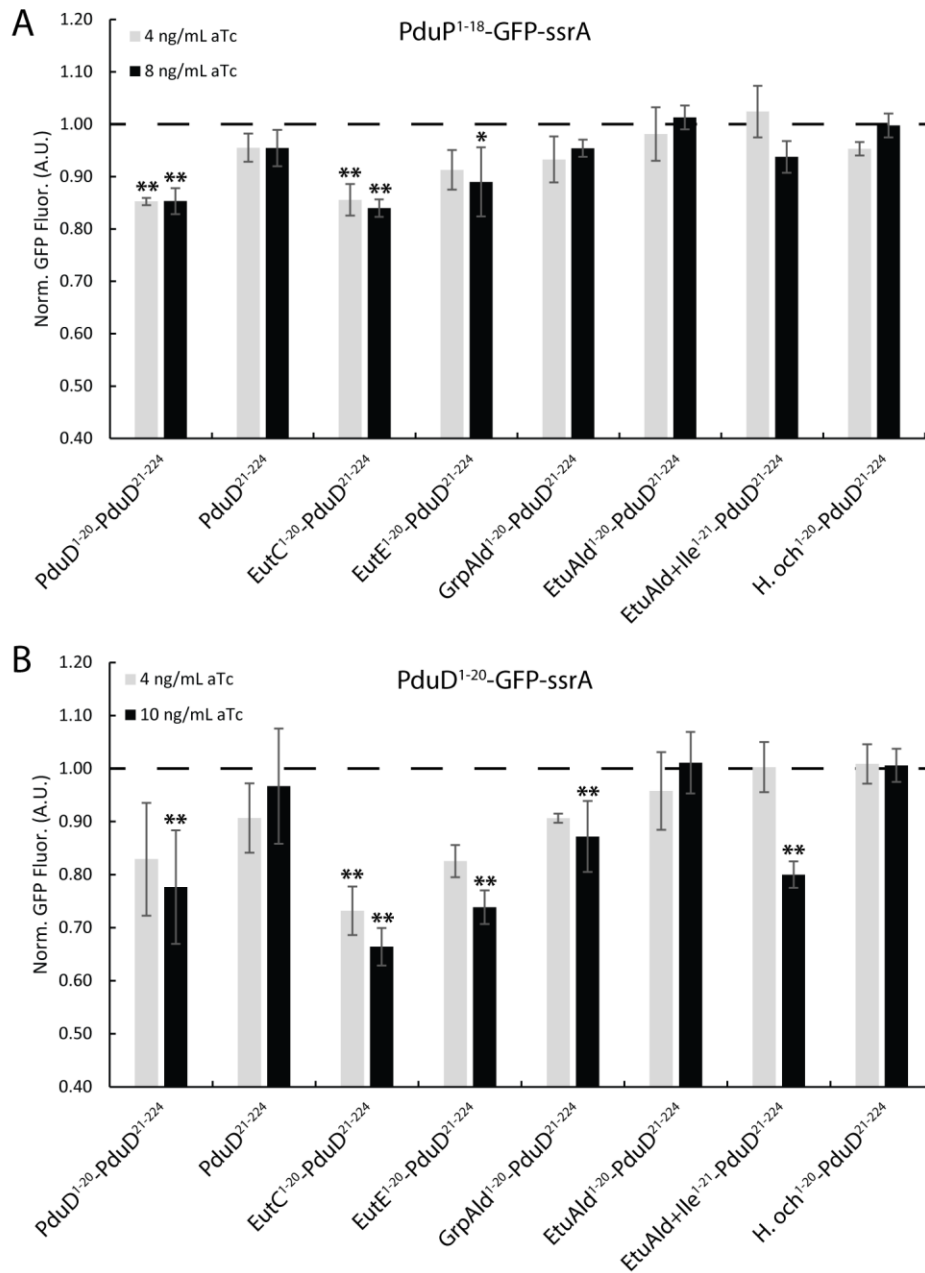 A
PduP¹⁻¹⁸-GFP-ssrA
4 ng/mL aTc
8 ng/mL aTc
Norm. GFP Fluor. (A.U.)
1.20
1.10
1.00
0.90
0.80
0.70
0.60
0.50
0.40
** **
** **
*
PduD¹⁻²⁰-PduD²¹⁻²²⁴
PduD²¹⁻²²⁴
EutC¹⁻²⁰-PduD²¹⁻²²⁴
EutE¹⁻²⁰-PduD²¹⁻²²⁴
GrpAld¹⁻²⁰-PduD²¹⁻²²⁴
EtuAld¹⁻²⁰-PduD²¹⁻²²⁴
EtuAld+Ile¹⁻²¹-PduD²¹⁻²²⁴
H. och¹⁻²⁰-PduD²¹⁻²²⁴
B
PduD¹⁻²⁰-GFP-ssrA
4 ng/mL aTc
10 ng/mL aTc
Norm. GFP Fluor. (A.U.)
1.20
1.10
1.00
0.90
0.80
0.70
0.60
0.50
0.40
**
** **
**
**
**
PduD¹⁻²⁰-PduD²¹⁻²²⁴
PduD²¹⁻²²⁴
EutC¹⁻²⁰-PduD²¹⁻²²⁴
EutE¹⁻²⁰-PduD²¹⁻²²⁴
GrpAld¹⁻²⁰-PduD²¹⁻²²⁴
EtuAld¹⁻²⁰-PduD²¹⁻²²⁴
EtuAld+Ile¹⁻²¹-PduD²¹⁻²²⁴
H. och¹⁻²⁰-PduD²¹⁻²²⁴